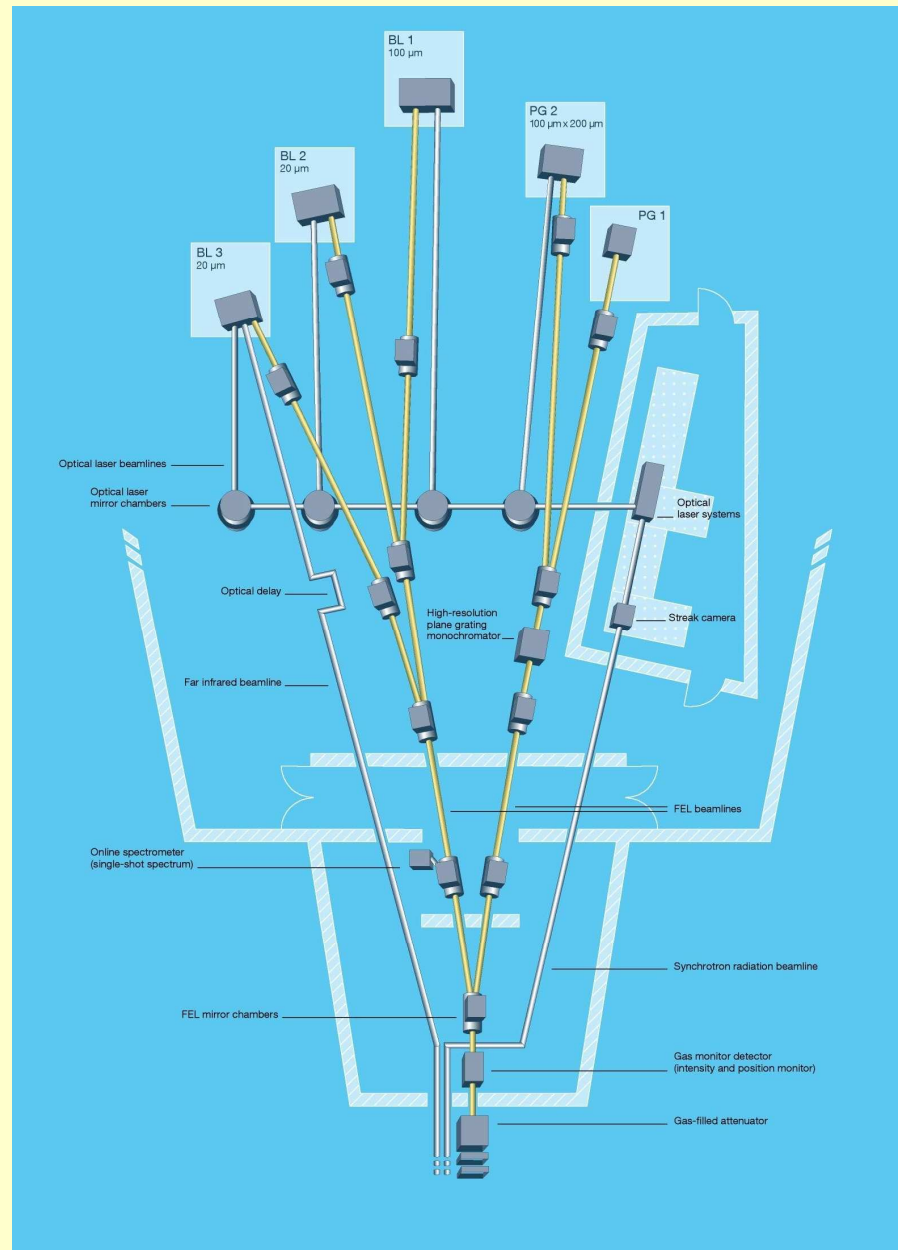 BL 1
100 µm
PG 2
100 µm x 200 µm
BL 2
20 µm
PG 1
BL 3
20 µm
Optical laser beamlines
Optical laser
mirror chambers
Optical
laser systems
Optical delay
High-resolution
plane grating
monochromator
Streak camera
Far infrared beamline
FEL beamlines
Online spectrometer
(single-shot spectrum)
Synchrotron radiation beamline
FEL mirror chambers
Gas monitor detector
(intensity and position monitor)
Gas-filled attenuator